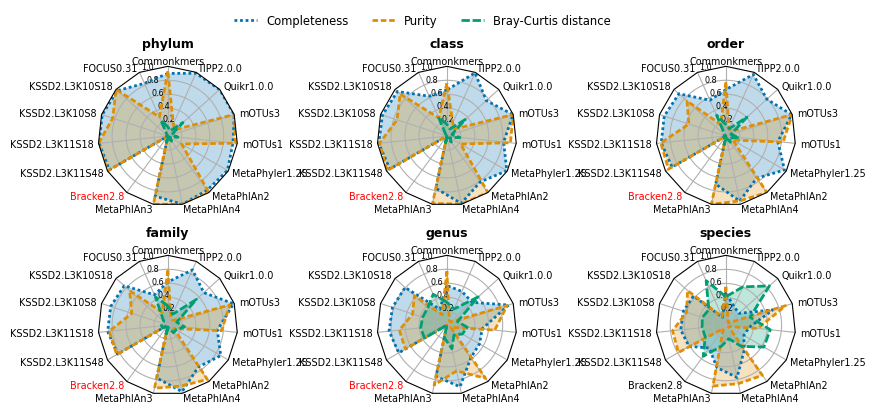 Completeness Purity Bray-Curtis distance
phylum class order
Commonkmers Commonkmers Commonkmers
FOCUS0.31 1.0 TIPP2.0.0 FOCUS0.31 1.0 TIPP2.0.0 FOCUS0.31 1.0 TIPP2.0.0
KSSD2.L3K10S18 0.8 Quikr1.0.0 KSSD2.L3K10S18 0.8 Quikr1.0.0 KSSD2.L3K10S18 0.8 Quikr1.0.0
0.6 0.6 0.6
0.4 0.4 0.4
KSSD2.L3K10S8 0.2 mOTUs3 KSSD2.L3K10S8 0.2 mOTUs3 KSSD2.L3K10S8 0.2 mOTUs3
KSSD2.L3K11S18 mOTUs1 KSSD2.L3K11S18 mOTUs1 KSSD2.L3K11S18 mOTUs1
KSSD2.L3K11S48 MetaPhyler1.25 KSSD2.L3K11S48 MetaPhyler1.25 KSSD2.L3K11S48 MetaPhyler1.25
Bracken2.8 MetaPhlAn2 Bracken2.8 MetaPhlAn2 Bracken2.8 MetaPhlAn2
MetaPhlAn3 MetaPhlAn4 MetaPhlAn3 MetaPhlAn4 MetaPhlAn3 MetaPhlAn4
family genus species
Commonkmers Commonkmers Commonkmers
FOCUS0.31 1.0 TIPP2.0.0 FOCUS0.31 1.0 TIPP2.0.0 FOCUS0.31 1.0 TIPP2.0.0
KSSD2.L3K10S18 0.8 Quikr1.0.0 KSSD2.L3K10S18 0.8 Quikr1.0.0 KSSD2.L3K10S18 0.8 Quikr1.0.0
0.6 0.6 0.6
0.4 0.4 0.4
KSSD2.L3K10S8 0.2 mOTUs3 KSSD2.L3K10S8 0.2 mOTUs3 KSSD2.L3K10S8 0.2 mOTUs3
KSSD2.L3K11S18 mOTUs1 KSSD2.L3K11S18 mOTUs1 KSSD2.L3K11S18 mOTUs1
KSSD2.L3K11S48 MetaPhyler1.25 KSSD2.L3K11S48 MetaPhyler1.25 KSSD2.L3K11S48 MetaPhyler1.25
Bracken2.8 MetaPhlAn2 Bracken2.8 MetaPhlAn2 Bracken2.8 MetaPhlAn2
MetaPhlAn3 MetaPhlAn4 MetaPhlAn3 MetaPhlAn4 MetaPhlAn3 MetaPhlAn4